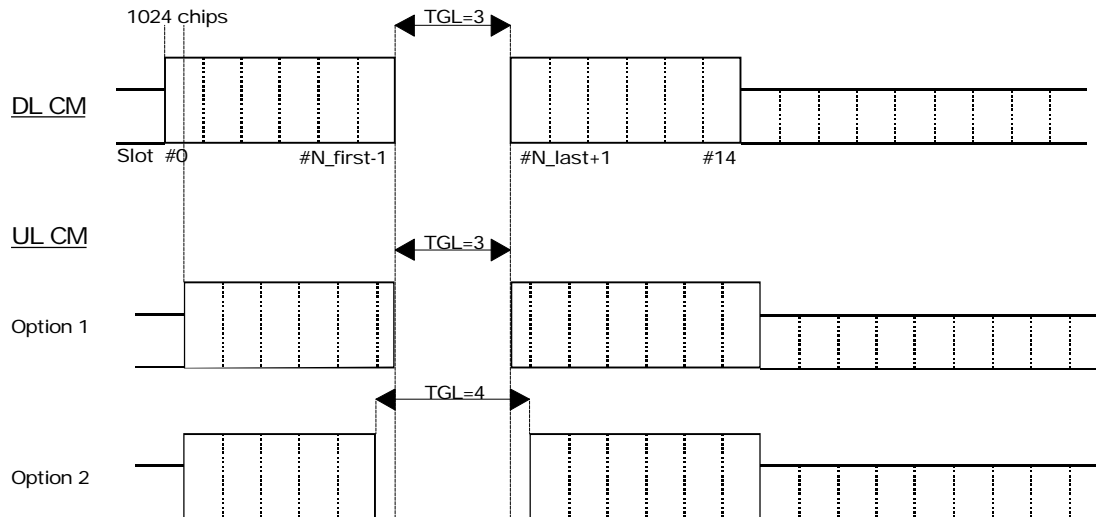 1024 chips
TGL=3
DL CM
Slot #0
#N_first-1
#N_last+1
#14
UL CM
TGL=3
Option 1
TGL=4
Option 2